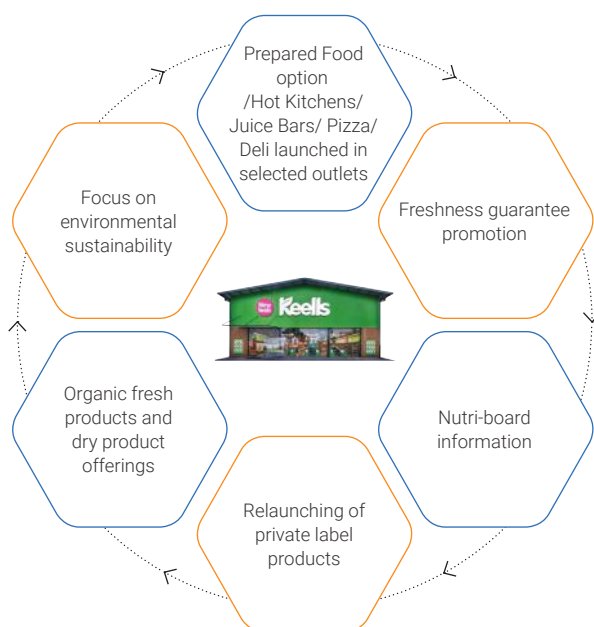 Prepared Food
option
/Hot Kitchens/
Juice Bars/ Pizza/
Deli launched in
selected outlets
Freshness guarantee
promotion
Nutri-board
information
Relaunching of
private label
products
Organic fresh
products and
dry product
offerings
Focus on
environmental
sustainability
Keells